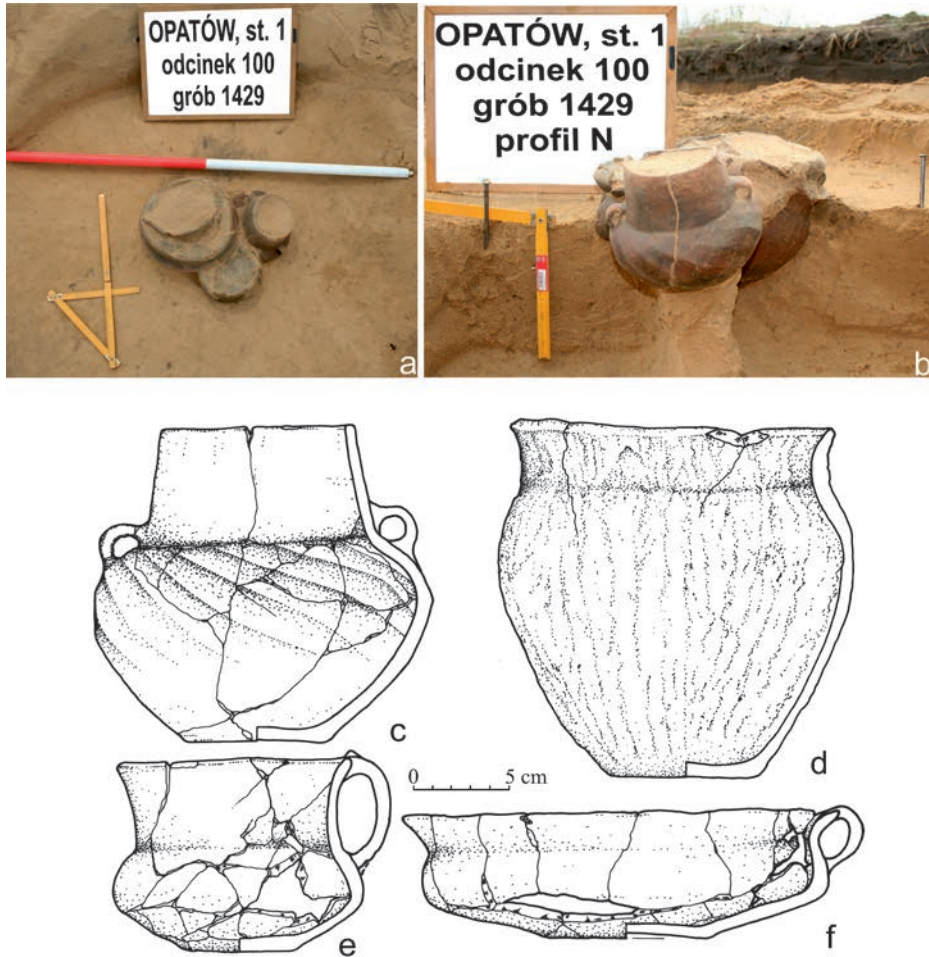 OPATÓW, st. 1
odcinek 100
grób 1429
a
OPATÓW, st. 1
odcinek 100
grób 1429
profil N
b
c
d
0 5 cm
e
f